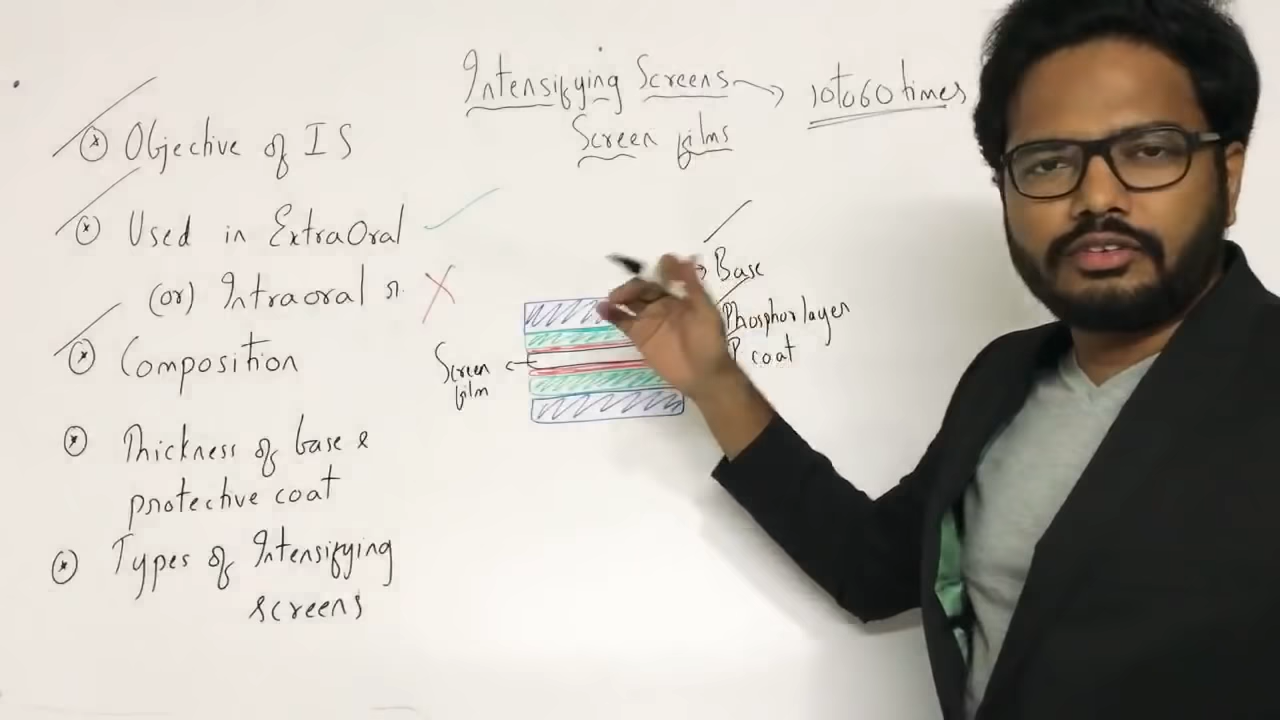 Intensifying Screens → 10 to 60 times
Screen films
Objective of IS
Used in ExtraOral ✓
(or) Intraoral r. X
Composition
Thickness of base &
protective coat
Types of Intensifying
screens
Base
Phosphor layer
P coat
Screen
film